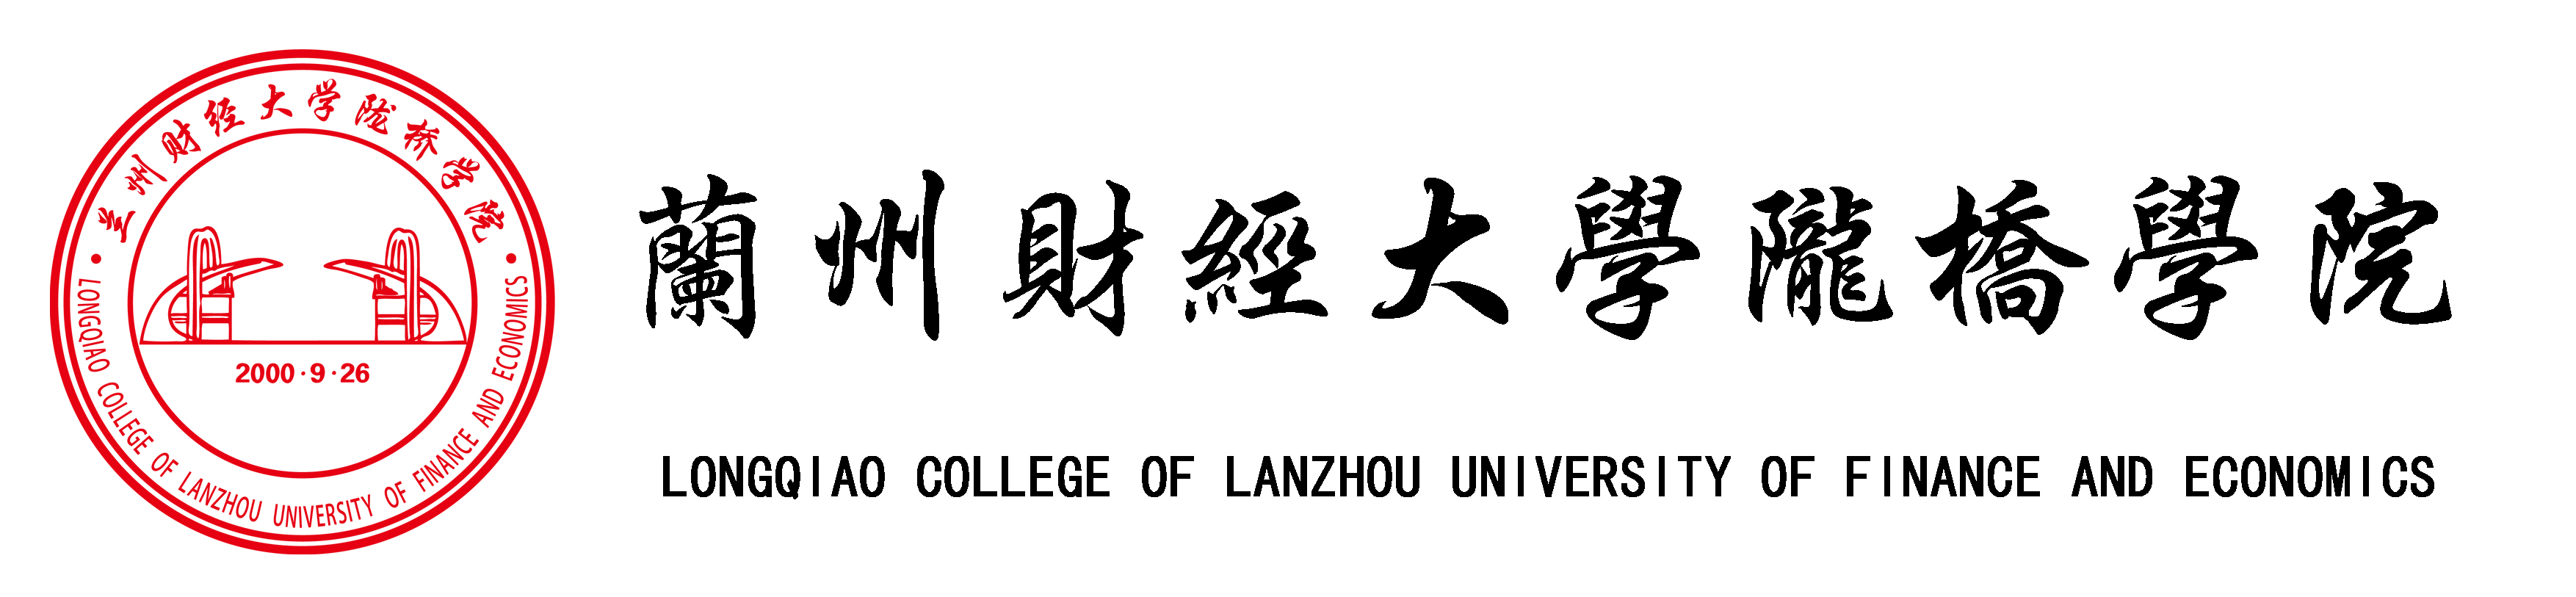 兰州财经大学陇桥学院
2000·9·26
LONGQIAO COLLEGE OF LANZHOU UNIVERSITY OF FINANCE AND ECONOMICS
蘭州財經大學隴橋學院
LONGQIAO COLLEGE OF LANZHOU UNIVERSITY OF FINANCE AND ECONOMICS